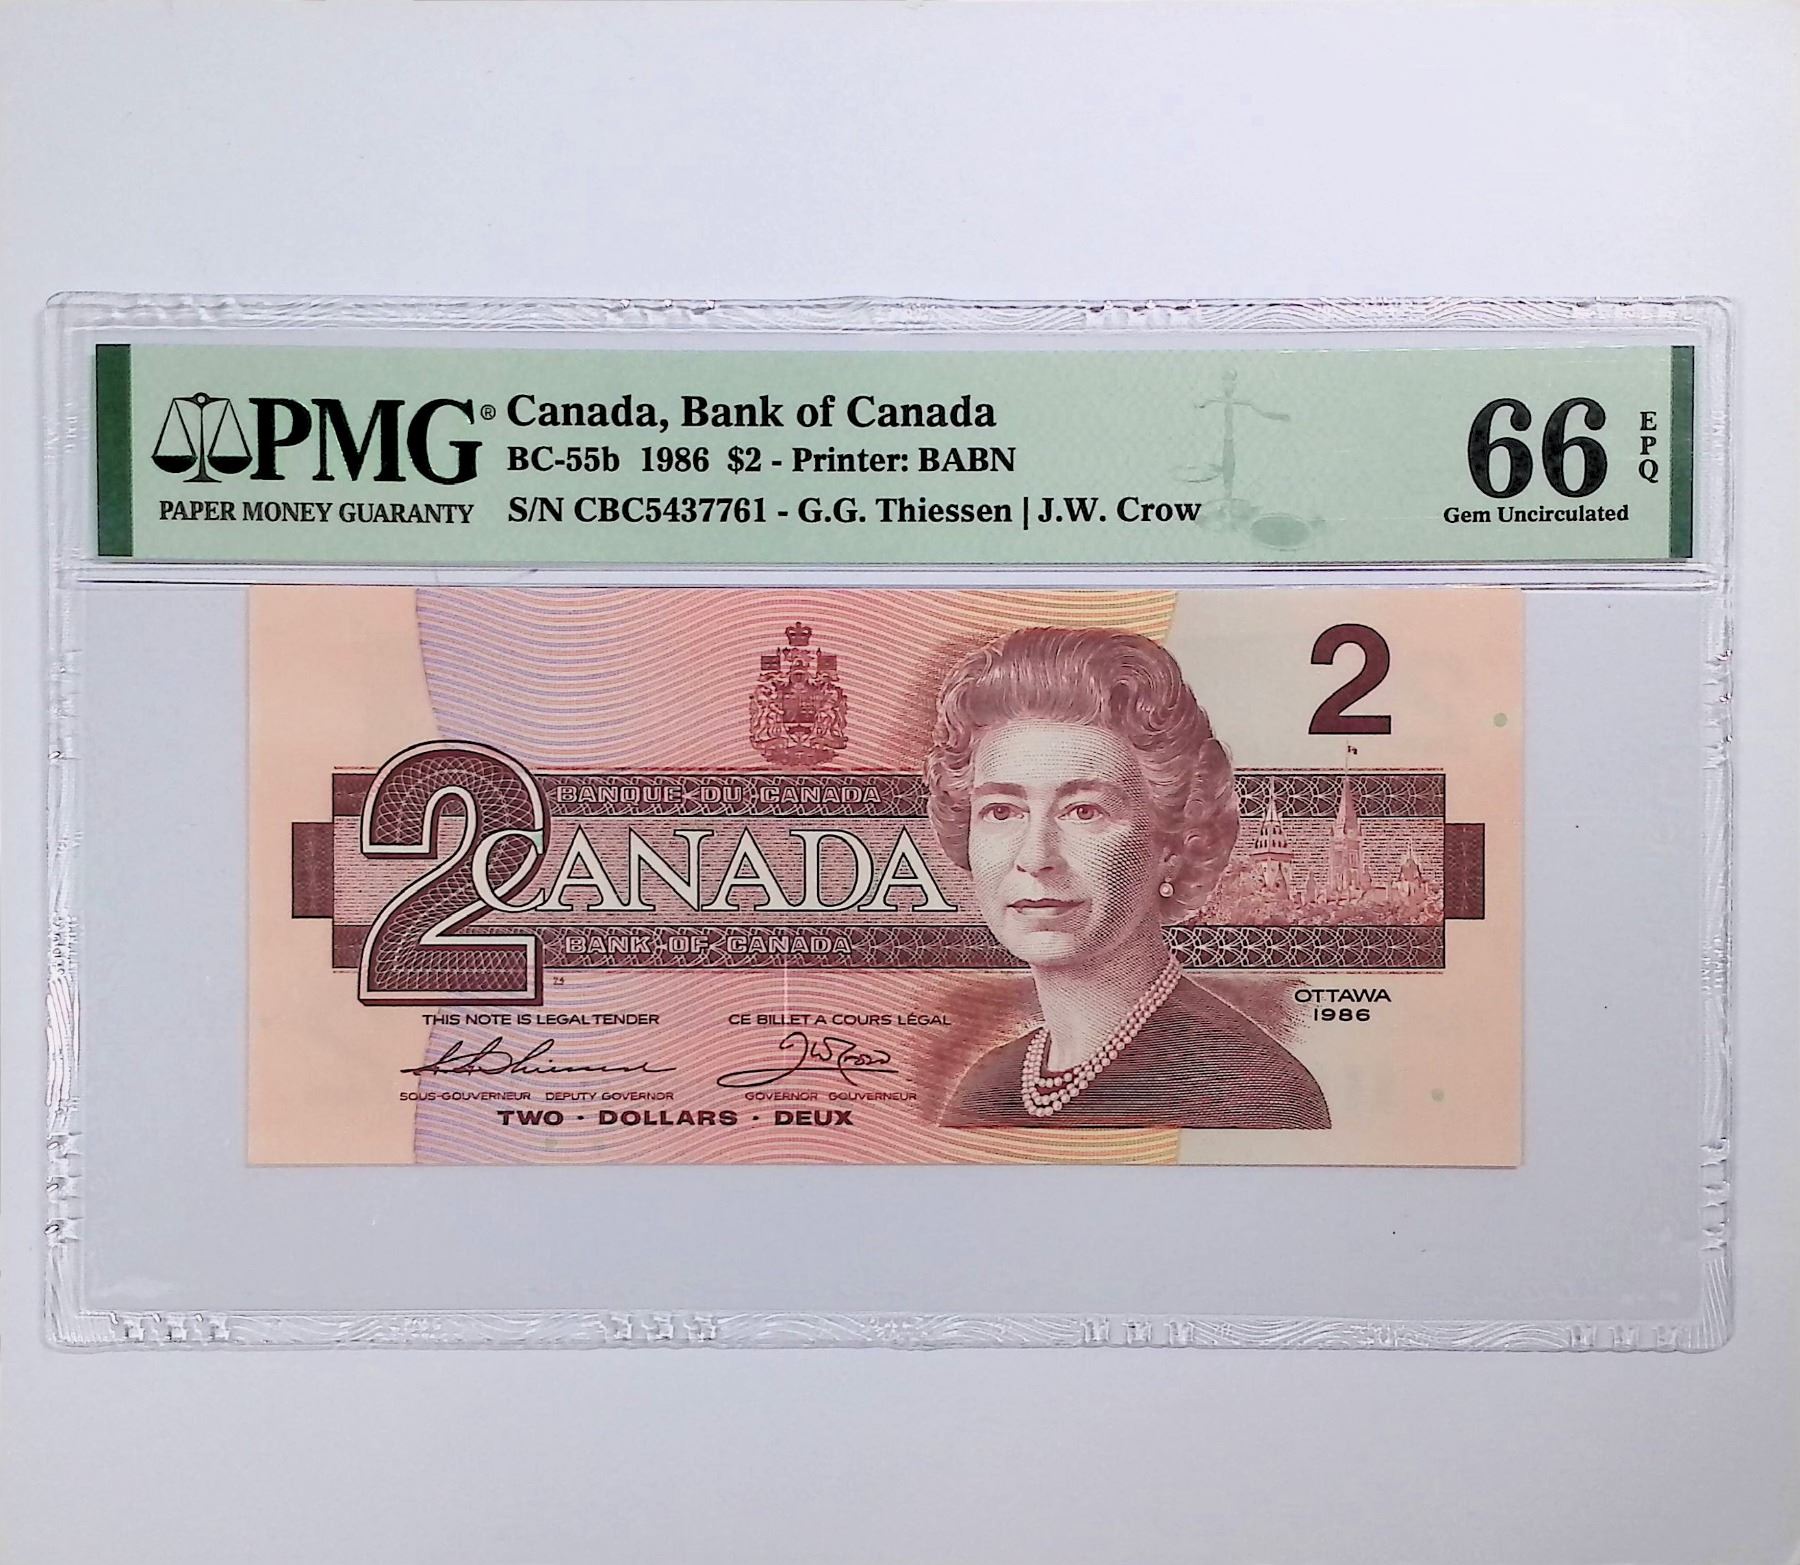 PMG®
PAPER MONEY GUARANTY
Canada, Bank of Canada
BC-55b 1986 $2 - Printer: BABN
S/N CBC5437761 - G.G. Thiessen | J.W. Crow
66
EPQ
Gem Uncirculated
2
BANQUE DU CANADA
2
CANADA
BANK OF CANADA
OTTAWA
1986
THIS NOTE IS LEGAL TENDER
CE BILLET A COURS LÉGAL
SOUS-GOUVERNEUR DEPUTY GOVERNOR
GOVERNOR GOUVERNEUR
TWO · DOLLARS · DEUX